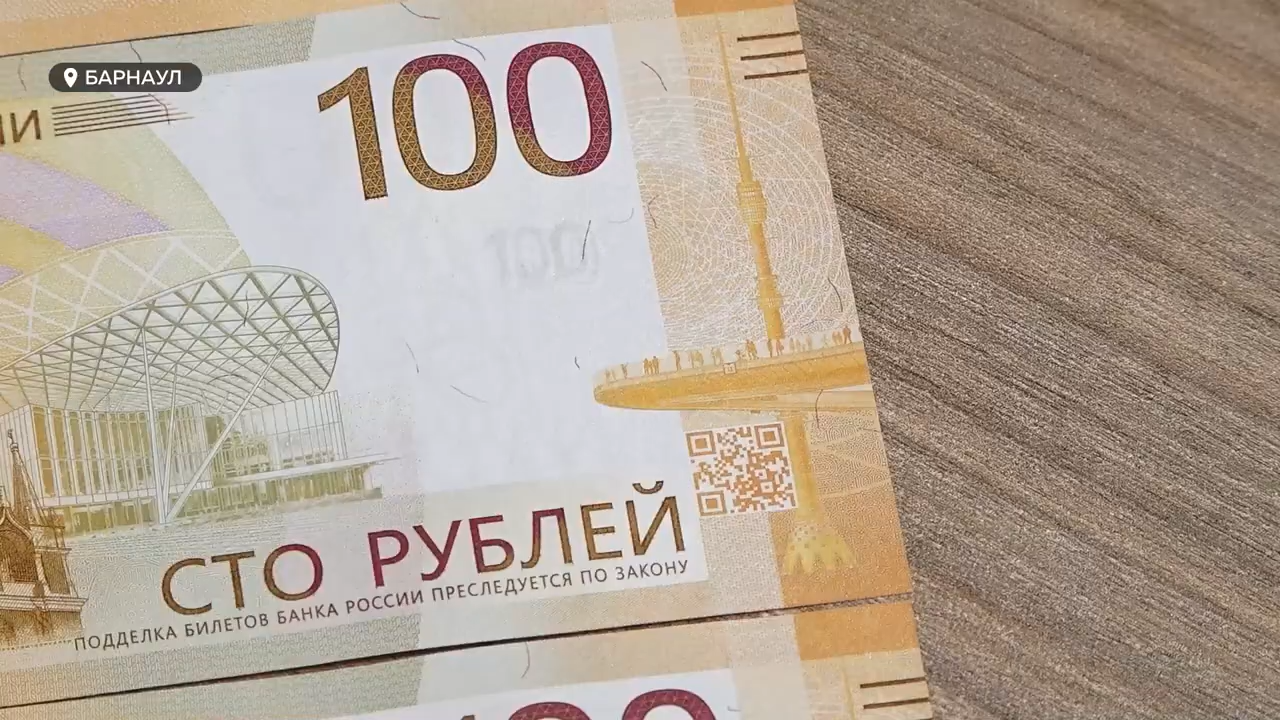 БАРНАУЛ
100
СТО РУБЛЕЙ
ПОДДЕЛКА БИЛЕТОВ БАНКА РОССИИ ПРЕСЛЕДУЕТСЯ ПО ЗАКОНУ
100